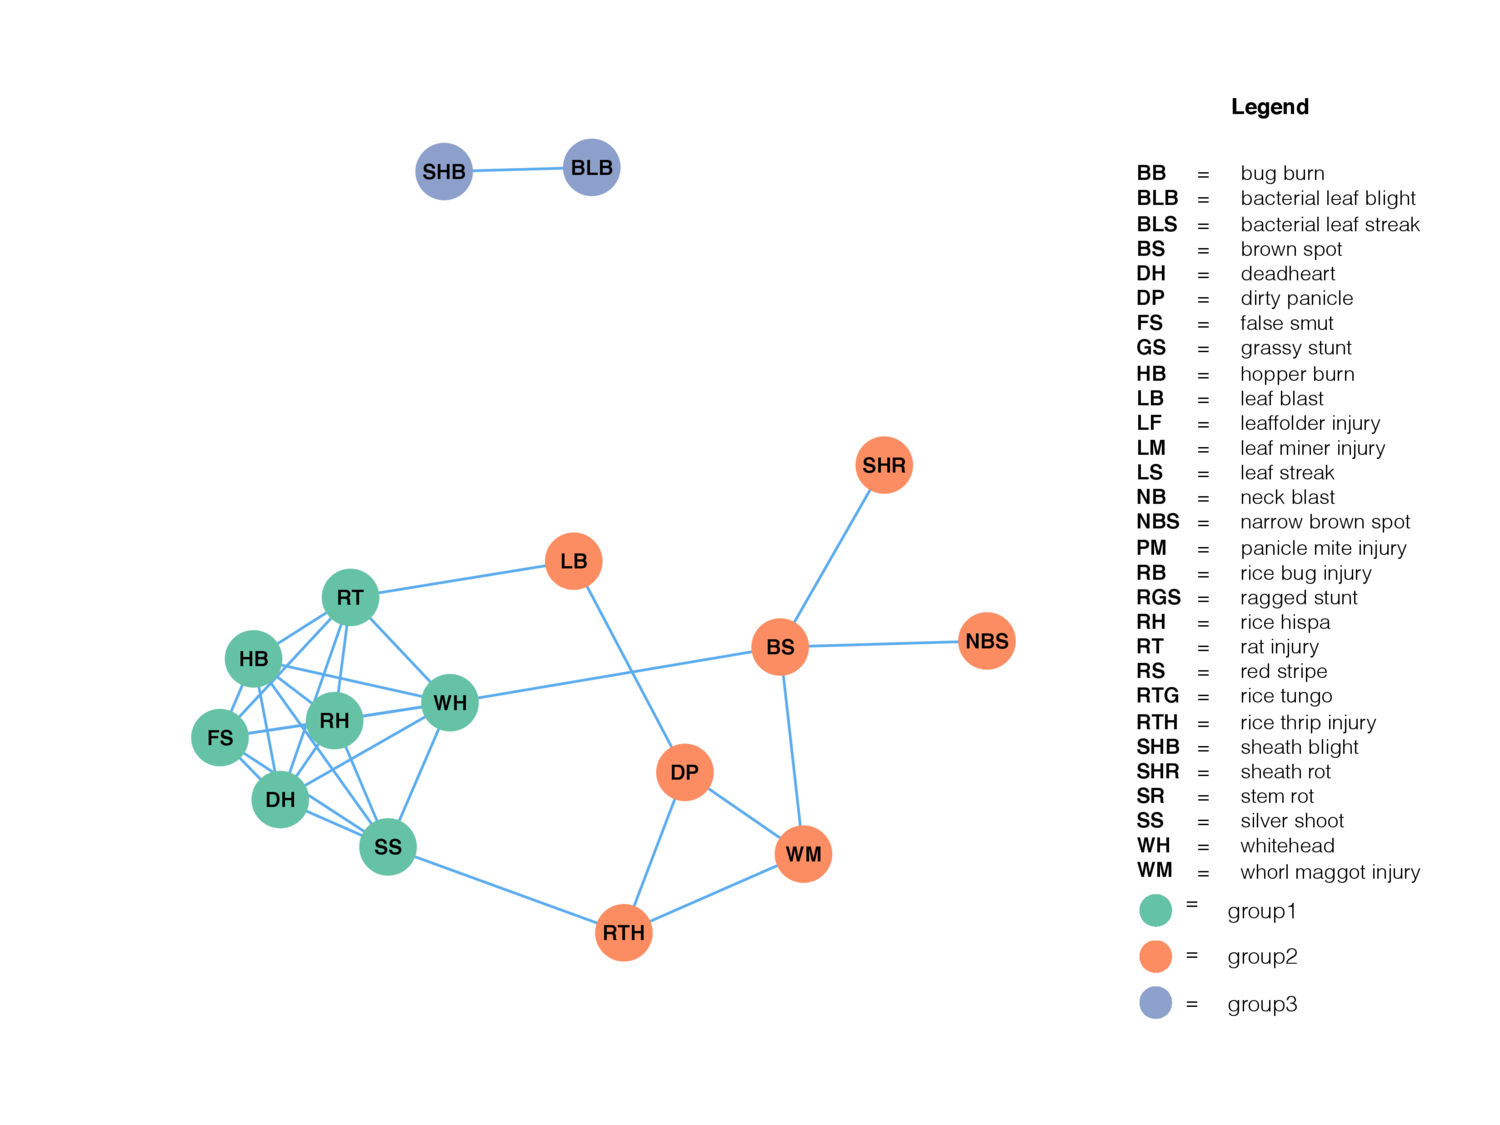 SHB
BLB
SHR
LB
RT
BS
NBS
HB
WH
RH
FS
DP
DH
SS
WM
RTH
Legend
BB = bug burn
BLB = bacterial leaf blight
BLS = bacterial leaf streak
BS = brown spot
DH = deadheart
DP = dirty panicle
FS = false smut
GS = grassy stunt
HB = hopper burn
LB = leaf blast
LF = leaffolder injury
LM = leaf miner injury
LS = leaf streak
NB = neck blast
NBS = narrow brown spot
PM = panicle mite injury
RB = rice bug injury
RGS = ragged stunt
RH = rice hispa
RT = rat injury
RS = red stripe
RTG = rice tungo
RTH = rice thrip injury
SHB = sheath blight
SHR = sheath rot
SR = stem rot
SS = silver shoot
WH = whitehead
WM = whorl maggot injury
= group1
= group2
= group3